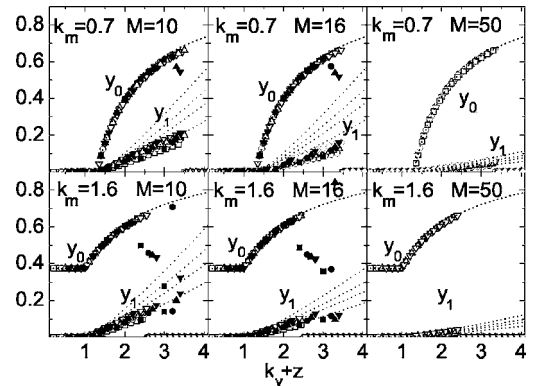 k_m=0.7 M=10
k_m=0.7 M=16
k_m=0.7 M=50
0.8
0.6
0.4
0.2
y_0
y_1
y_0
y_1
y_0
y_1
k_m=1.6 M=10
k_m=1.6 M=16
k_m=1.6 M=50
0.8
0.6
0.4
0.2
y_0
y_1
y_0
y_1
y_0
y_1
1 2 3 4 1 2 3 4 1 2 3 4
k_y+z